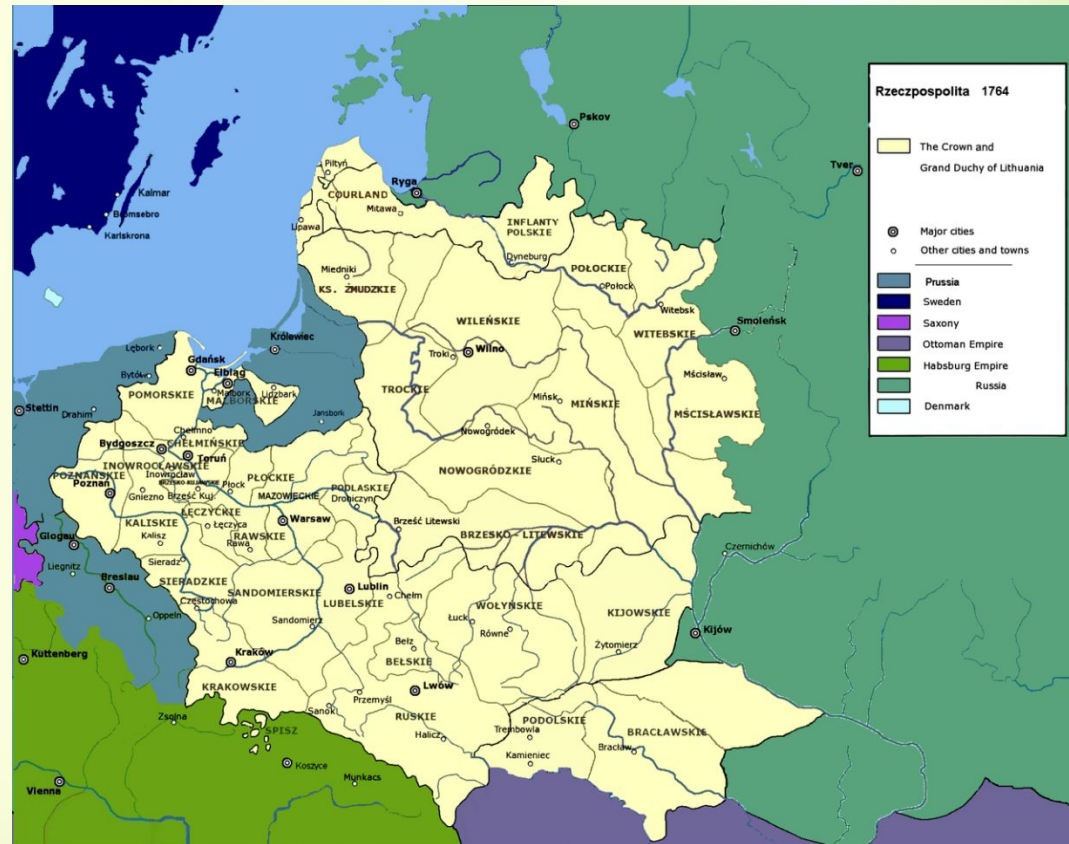 Rzeczpospolita 1764
The Crown and
Grand Duchy of Lithuania
Major cities
Other cities and towns
Prussia
Sweden
Saxony
Ottoman Empire
Habsburg Empire
Russia
Denmark
Pskov
Tver
Piltyń
COURLAND
Ryga
Mitawa
Kalmar
Bromsebro
Karlskrona
Lipawa
INFLANTY
POLSKIE
Dyneburg
Miedniki
KS. ŻMUDZKIE
POŁOCKIE
Połock
Witebsk
WILEŃSKIE
WITEBSKIE
Smoleńsk
Królewiec
Lębork
Gdańsk
Troki
Wilno
Bytów
Elbląg
Malbork
Lidzbark
MALBORSKIE
POMORSKIE
TROCKIE
Mińsk
MIŃSKIE
Mścisław
MŚCISŁAWSKIE
Stettin
Drahim
Jansbork
Chełmno
Nowogródek
Bydgoszcz
CHEŁMIŃSKIE
Toruń
Słuck
NOWOGRÓDZKIE
INOWROCŁAWSKIE
Inowrocław
POZNAŃSKIE
Poznań
BRZESKO-KUJAWSKIE
PŁOCKIE
Gniezno
Brześć Kuj.
Płock
MAZOWIECKIE
PODLASKIE
Drohiczyn
ŁĘCZYCKIE
KALISKIE
Łęczyca
Warsaw
Brześć Litewski
BRZESKO - LITEWSKIE
Kalisz
RAWSKIE
Rawa
Glogau
Sieradz
Czernichów
Liegnitz
Breslau
SIERADZKIE
SANDOMIERSKIE
Lublin
LUBELSKIE
Chełm
Częstochowa
WOŁYŃSKIE
KIJOWSKIE
Oppeln
Sandomierz
Łuck
Równe
Kijów
Bełz
Żytomierz
Kuttenberg
Kraków
BEŁSKIE
KRAKOWSKIE
Przemyśl
Lwów
Sanok
Zsojna
RUSKIE
PODOLSKIE
SPISZ
Halicz
Trembowla
BRACŁAWSKIE
Bracław
Koszyce
Kamieniec
Munkacs
Vienna